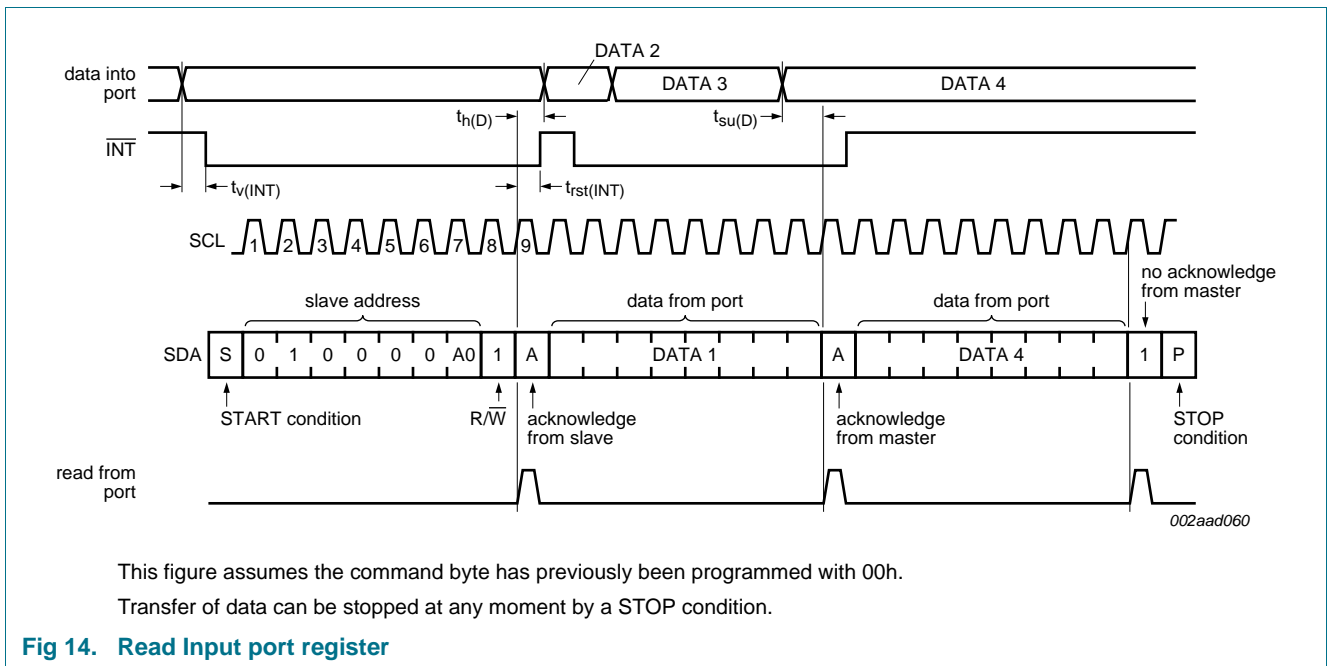 DATA 2
data into
port
DATA 3
DATA 4
th(D)
tsu(D)
INT
tv(INT)
trst(INT)
SCL
1 2 3 4 5 6 7 8 9
no acknowledge
from master
slave address
data from port
data from port
SDA S 0 1 0 0 0 0 A0 1 A DATA 1 A DATA 4 1 P
START condition
R/W
acknowledge
from slave
acknowledge
from master
STOP
condition
read from
port
002aad060
This figure assumes the command byte has previously been programmed with 00h.
Transfer of data can be stopped at any moment by a STOP condition.
Fig 14. Read Input port register